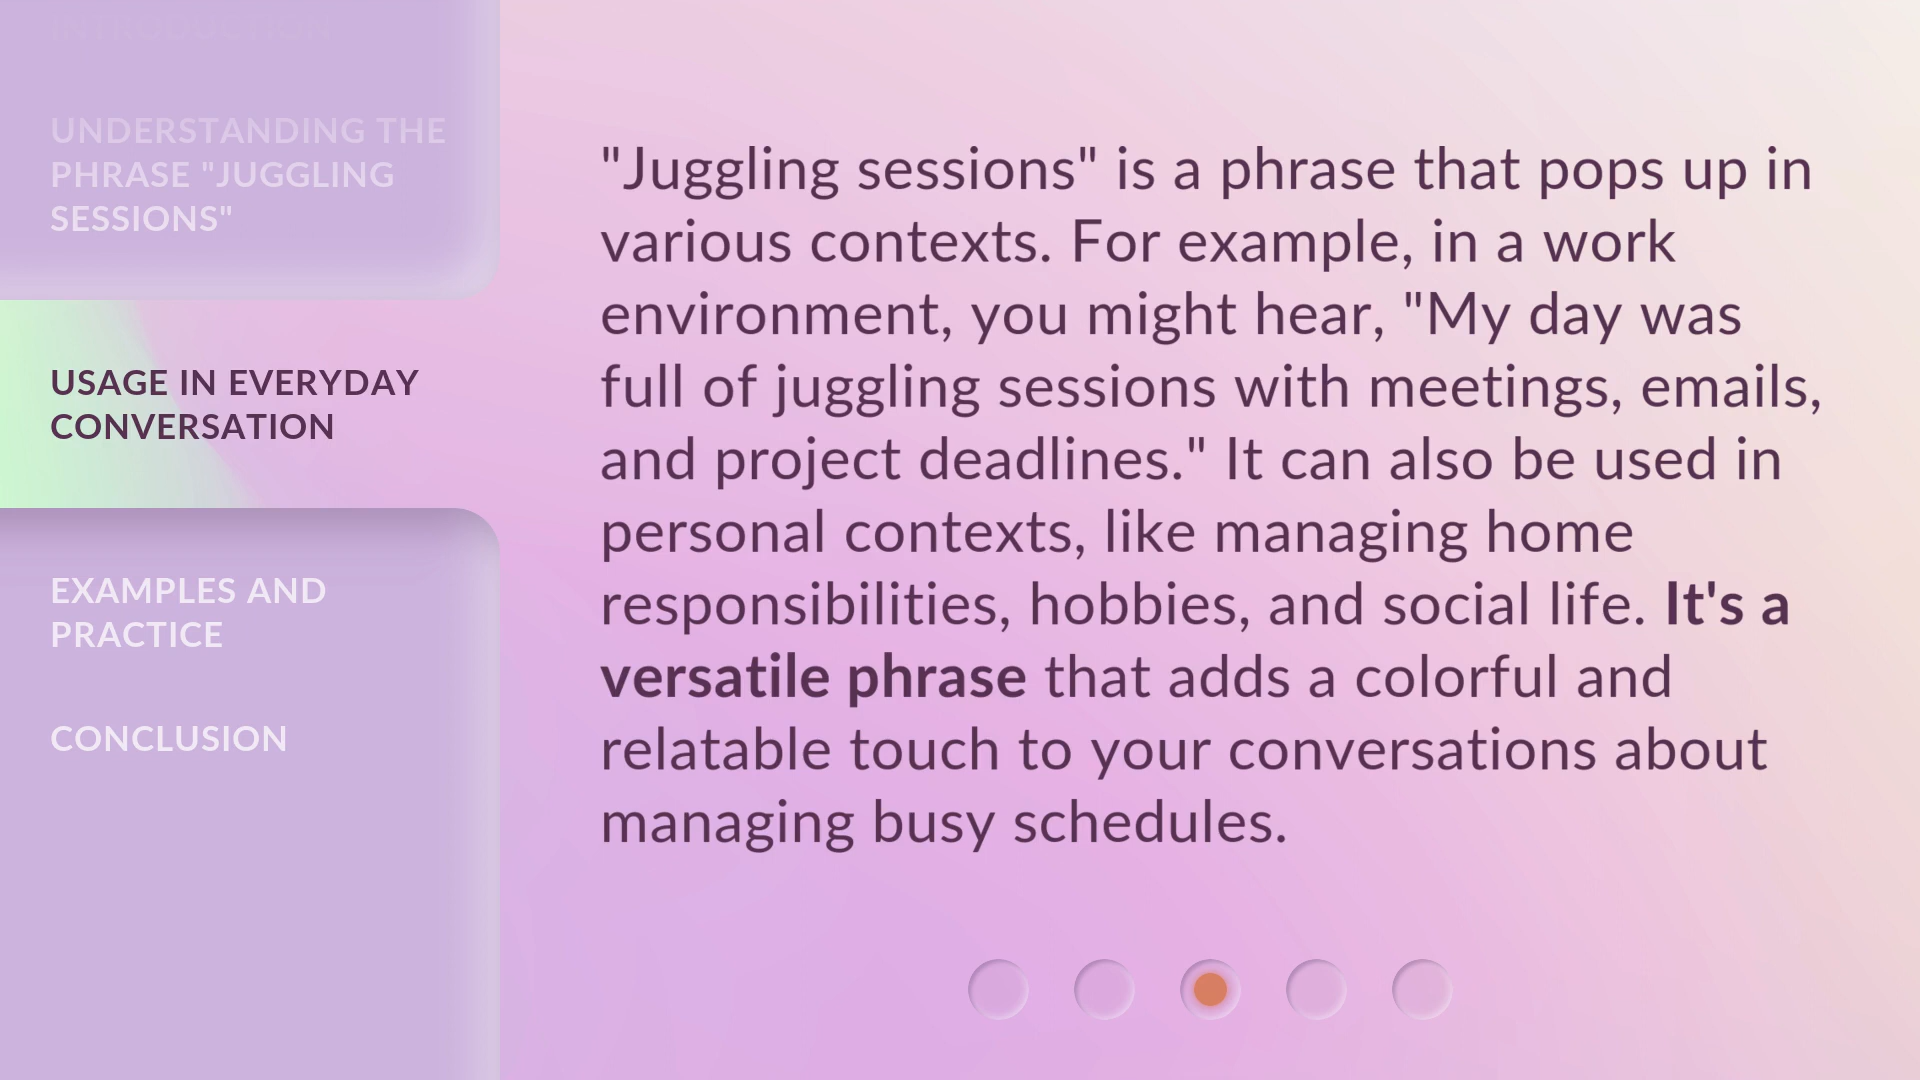 INTRODUCTION
UNDERSTANDING THE
PHRASE "JUGGLING
SESSIONS"
USAGE IN EVERYDAY
CONVERSATION
EXAMPLES AND
PRACTICE
CONCLUSION
"Juggling sessions" is a phrase that pops up in
various contexts. For example, in a work
environment, you might hear, "My day was
full of juggling sessions with meetings, emails,
and project deadlines." It can also be used in
personal contexts, like managing home
responsibilities, hobbies, and social life. It's a
versatile phrase that adds a colorful and
relatable touch to your conversations about
managing busy schedules.